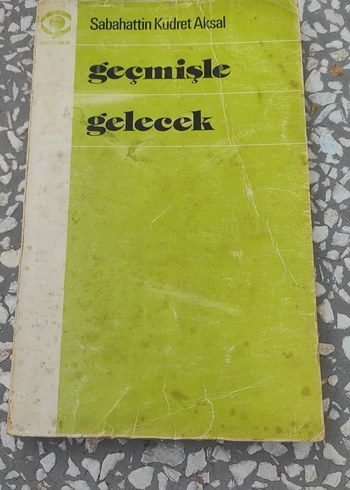 Sabahattin Kudret Aksal
geçmişle
gelecek